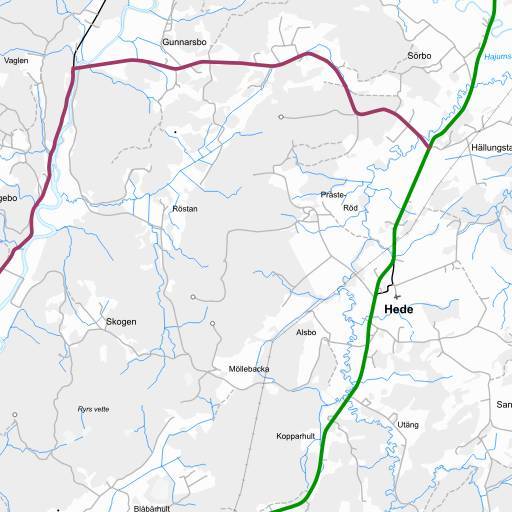 Gunnarsbo
Sörbo
Vaglen
Hajums
Hällungsta
Präste-
Röd
gebo
Röstan
Hede
Skogen
Alsbo
Möllebacka
Ryrs vette
San
Utäng
Kopparhult
Blåbärhult